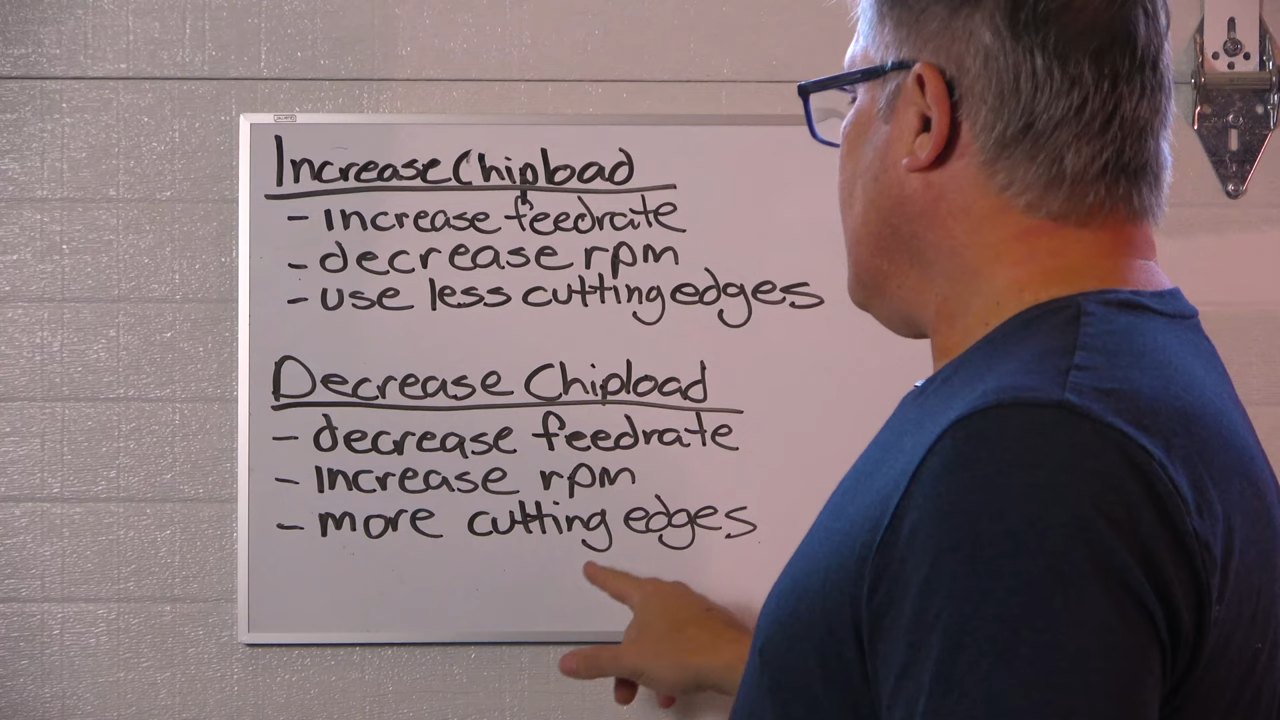 Increase Chipload
- increase feedrate
- decrease rpm
- use less cutting edges
Decrease Chipload
- decrease feedrate
- increase rpm
- more cutting edges